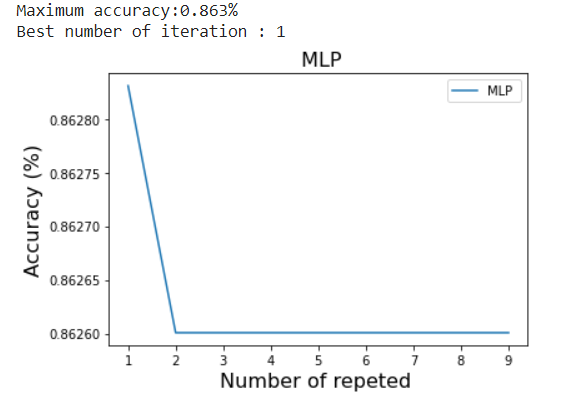 Maximum accuracy:0.863%
Best number of iteration : 1
MLP
MLP
Accuracy (%)
0.86280
0.86275
0.86270
0.86265
0.86260
1 2 3 4 5 6 7 8 9
Number of repeted